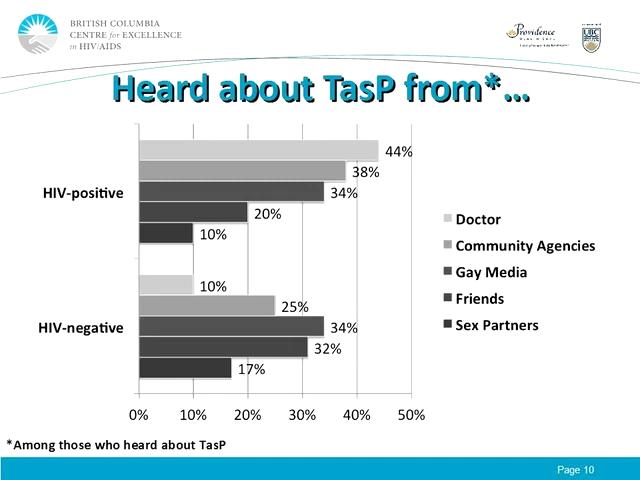 BRITISH COLUMBIA
CENTRE for EXCELLENCE
in HIV/AIDS
Providence
UBC
Heard about TasP from*...
44%
38%
HIV-positive
34%
20%
10%
10%
25%
HIV-negative
34%
32%
17%
Doctor
Community Agencies
Gay Media
Friends
Sex Partners
0% 10% 20% 30% 40% 50%
*Among those who heard about TasP
Page 10